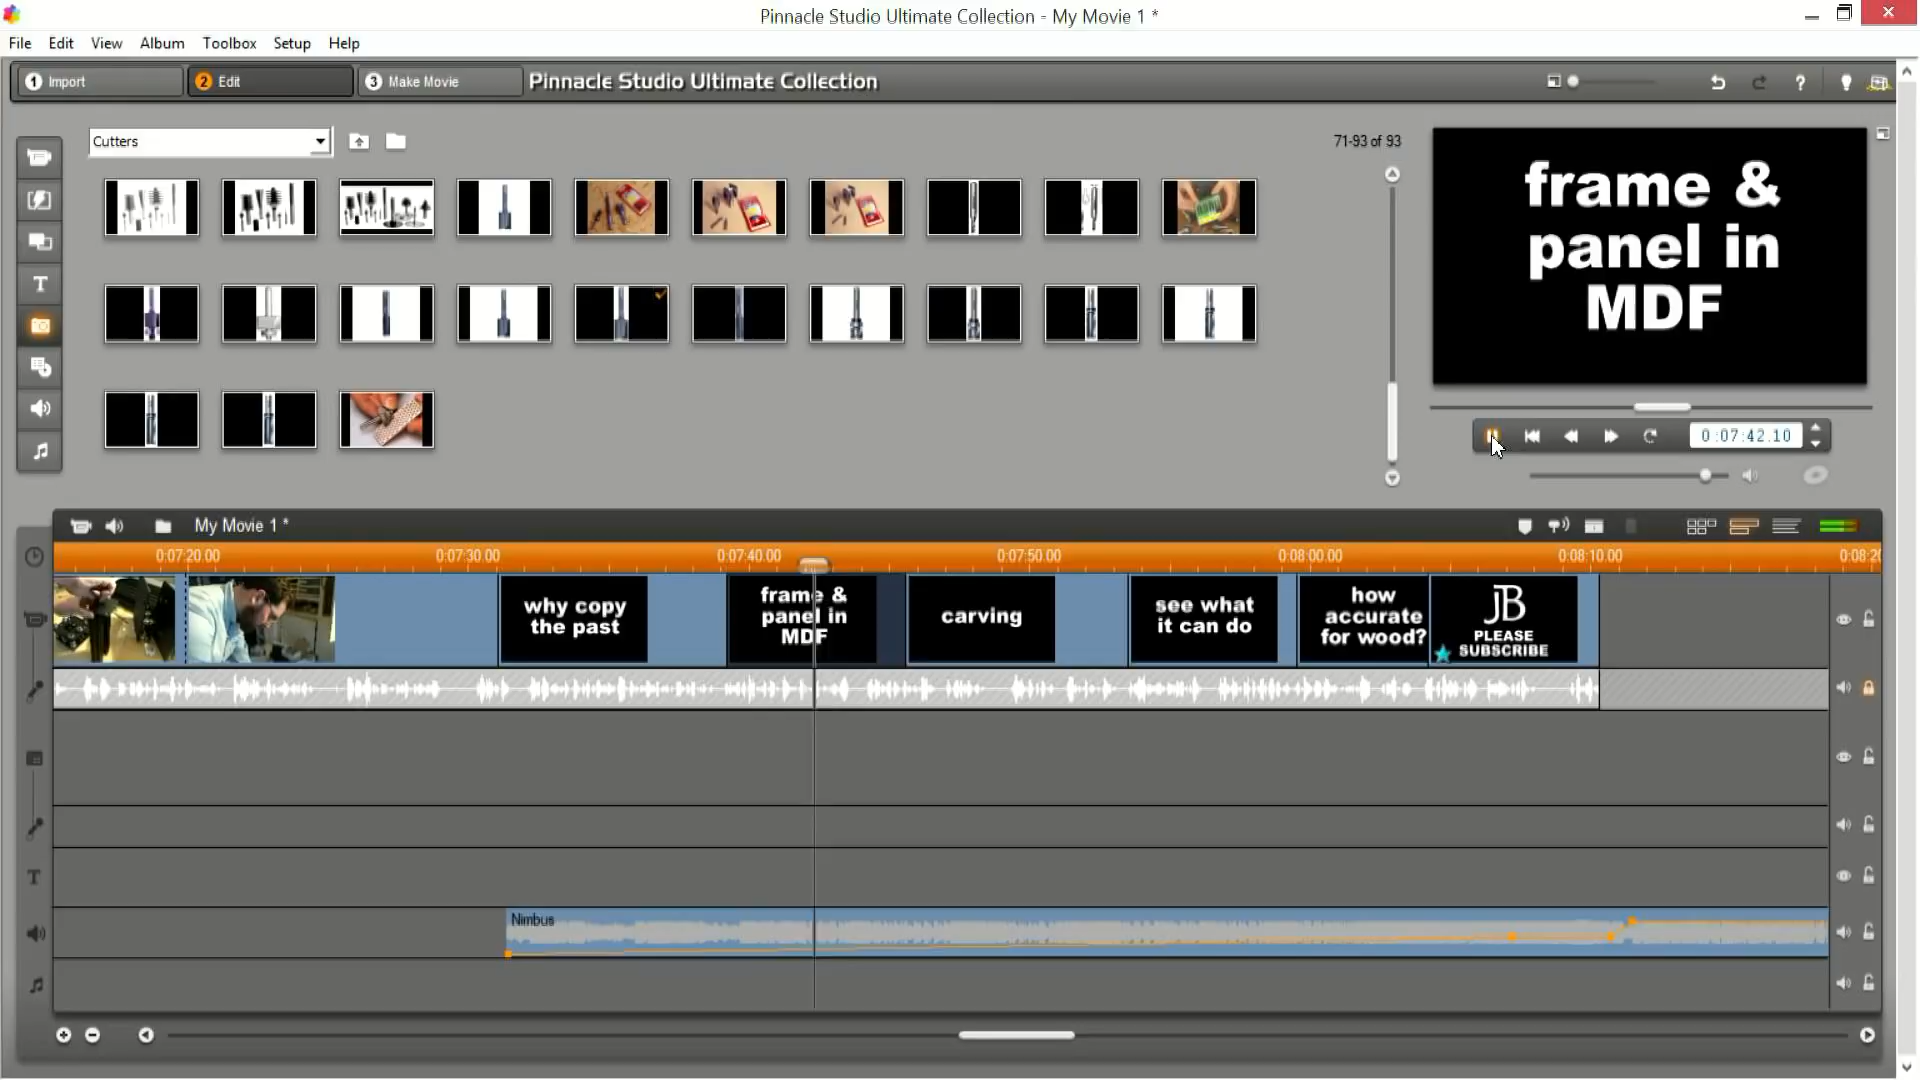 Pinnacle Studio Ultimate Collection - My Movie 1 *
File Edit View Album Toolbox Setup Help
1 Import 2 Edit 3 Make Movie Pinnacle Studio Ultimate Collection ?
Cutters
71-93 of 93
frame &
panel in
MDF
T
0:07:42.10
My Movie 1 *
0:07:20.00 0:07:30.00 0:07:40.00 0:07:50.00 0:08:00.00 0:08:10.00 0:08:20
why copy
the past
frame &
panel in
MDF
carving
see what
it can do
how
accurate
for wood?
JB
PLEASE
SUBSCRIBE
T
Nimbus